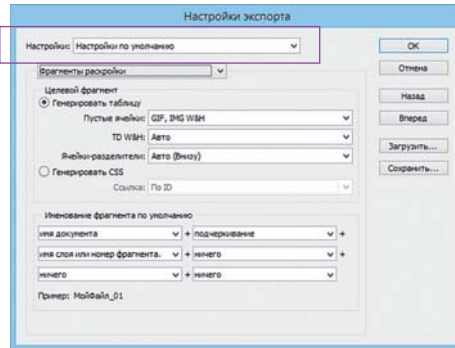 Настройки экспорта
Настройки: Настройки по умолчанию
OK
Фрагменты раскройки
Отмена
Целевой фрагмент
Генерировать таблицу
Назад
Пустые ячейки: GIF, IMG W&H
Вперед
TD W&H: Авто
Загрузить...
Ячейки-разделители: Авто (Внизу)
Сохранить...
Генерировать CSS
Ссылка: По ID
Именование фрагмента по умолчанию
имя документа + подчеркивание +
имя слоя или номер фрагмента. + ничего +
ничего + ничего
Пример: МойФайл_01